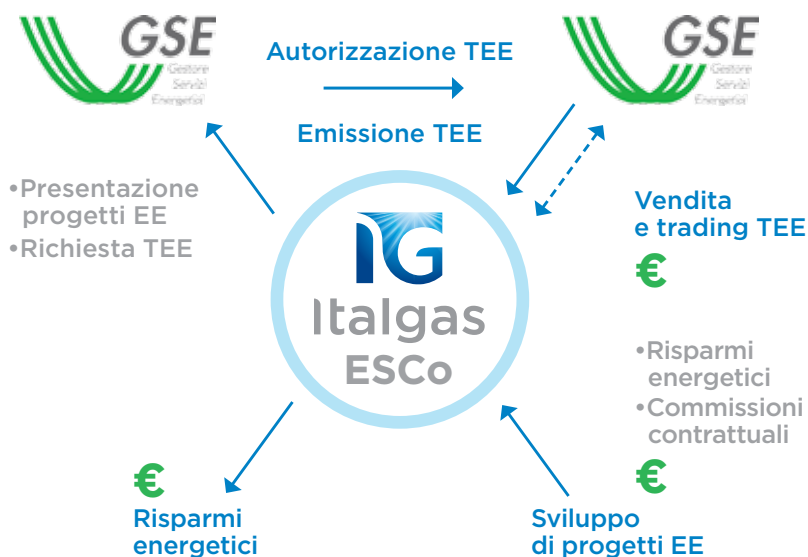 GSE
Gestore
Servizi
Energetici
Autorizzazione TEE
Emissione TEE
GSE
Gestore
Servizi
Energetici
•Presentazione
progetti EE
•Richiesta TEE
IG
Italgas
ESCo
Vendita
e trading TEE
€
•Risparmi
energetici
•Commissioni
contrattuali
€
€
Risparmi
energetici
Sviluppo
di progetti EE